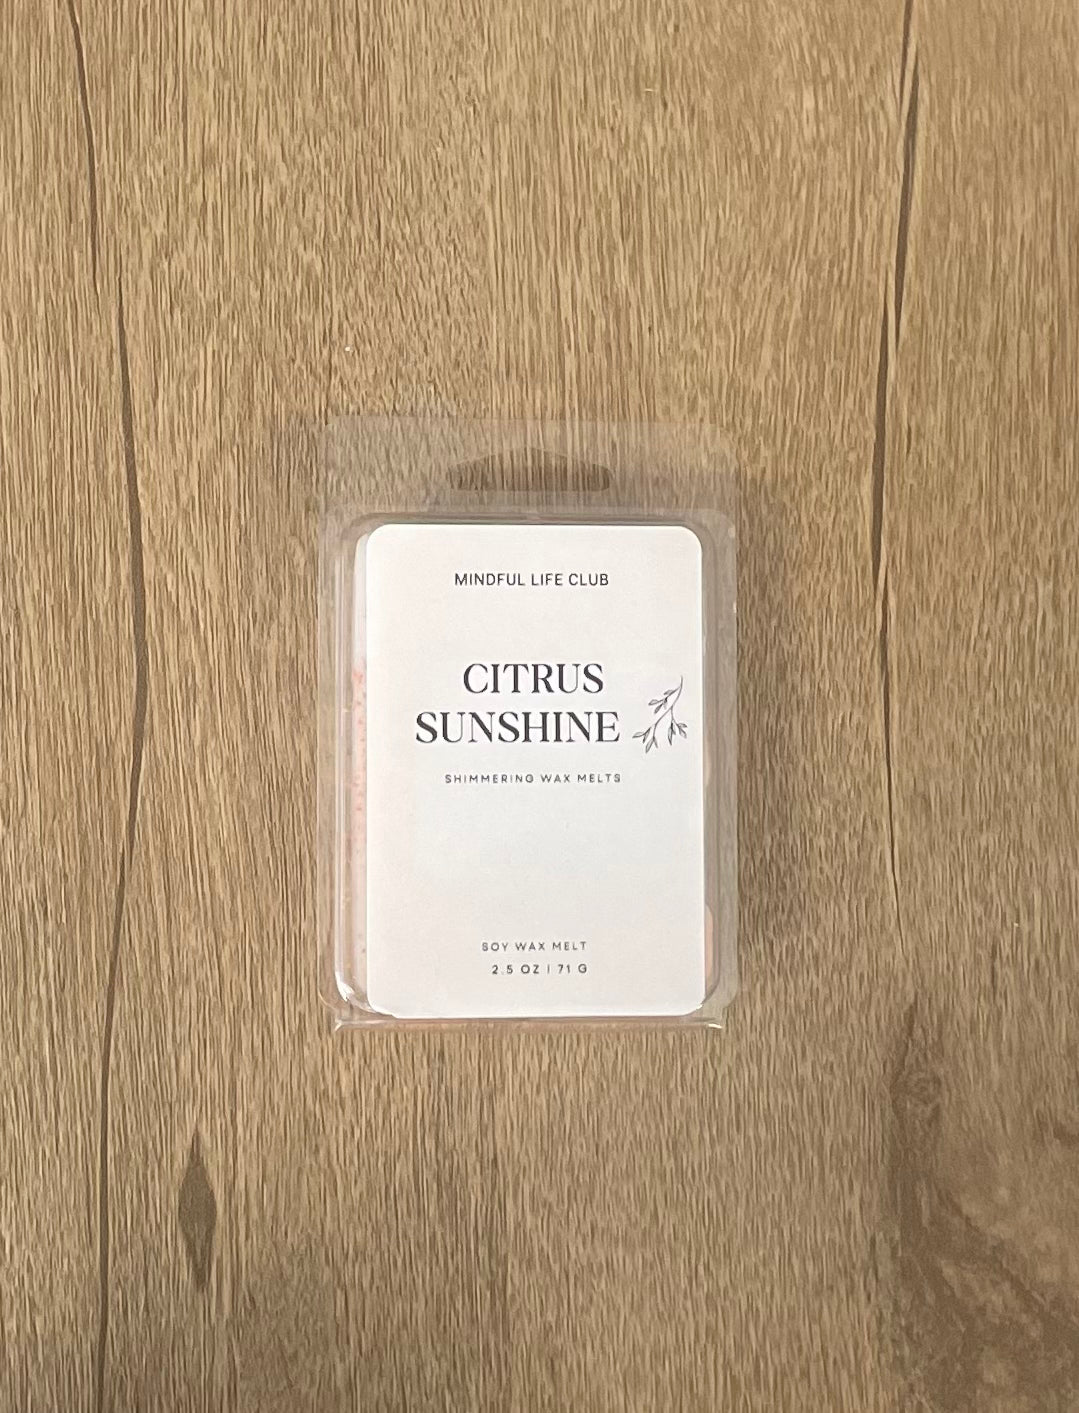 MINDFUL LIFE CLUB
CITRUS
SUNSHINE
SHIMMERING WAX MELTS
SOY WAX MELT
2.5 OZ | 71 G